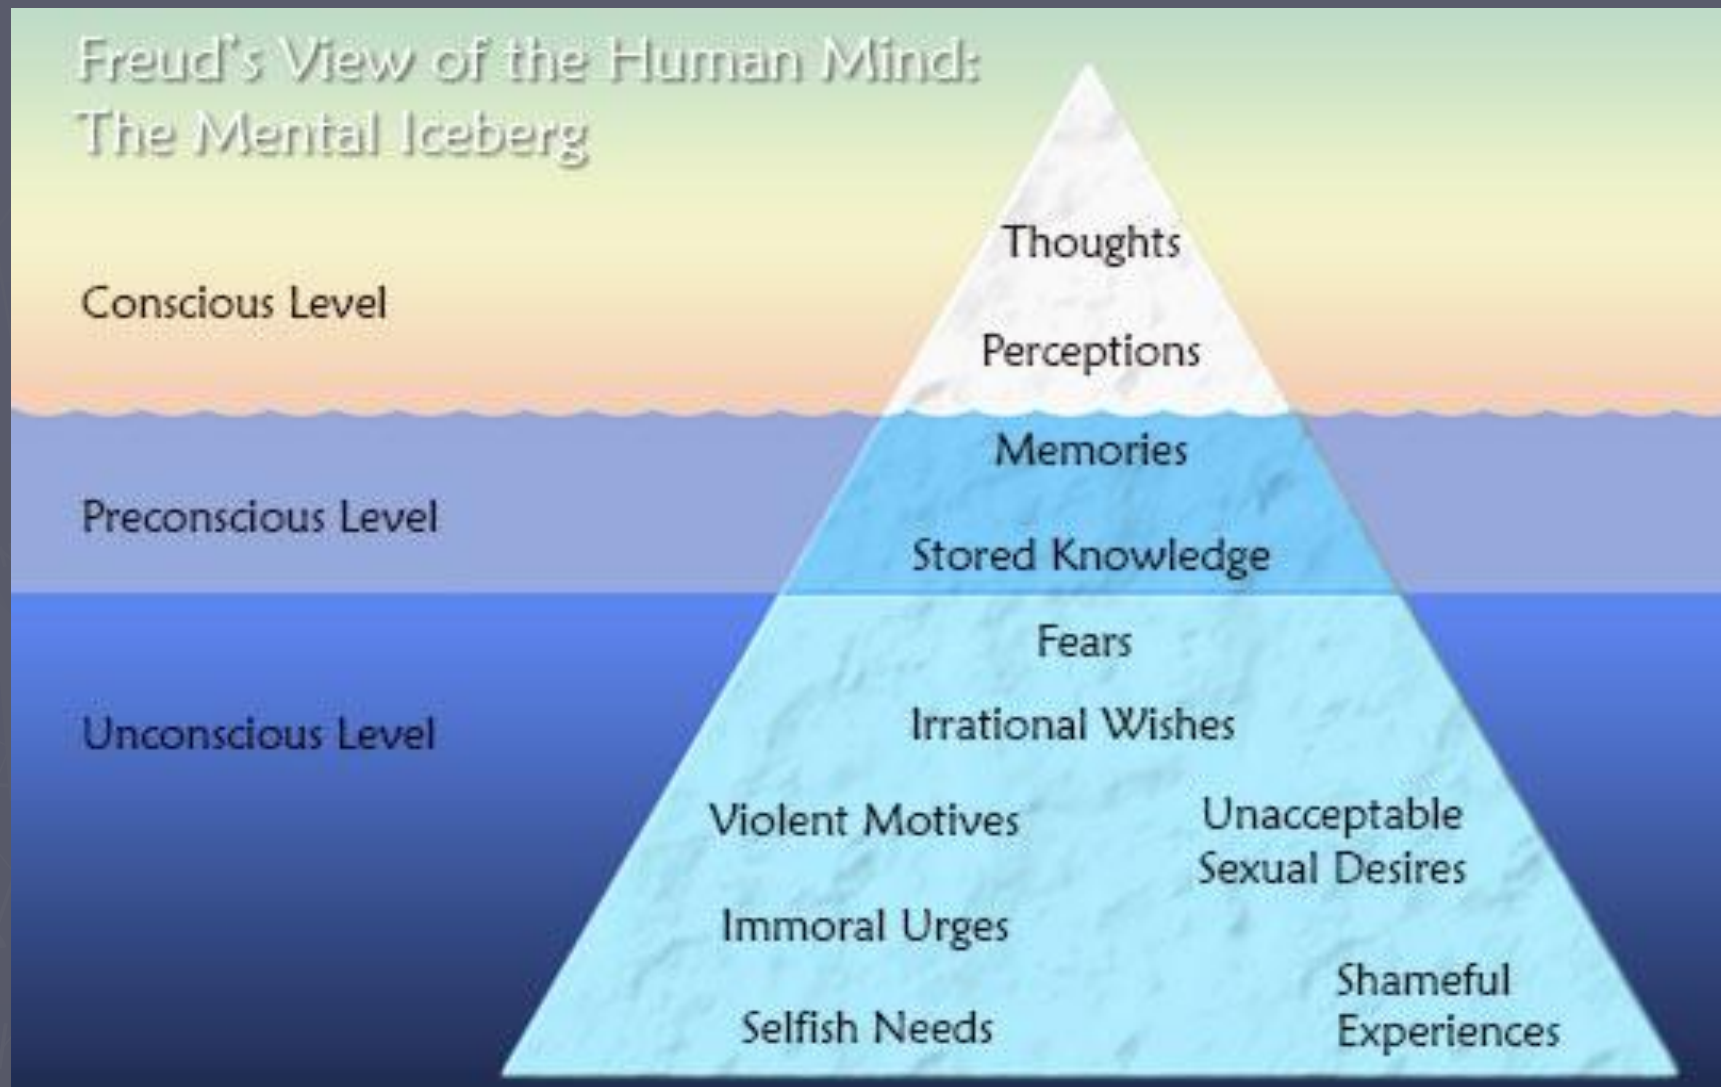 Freud's View of the Human Mind:
The Mental Iceberg
Thoughts
Conscious Level
Perceptions
Memories
Preconscious Level
Stored Knowledge
Fears
Irrational Wishes
Unconscious Level
Violent Motives
Unacceptable
Sexual Desires
Immoral Urges
Shameful
Experiences
Selfish Needs